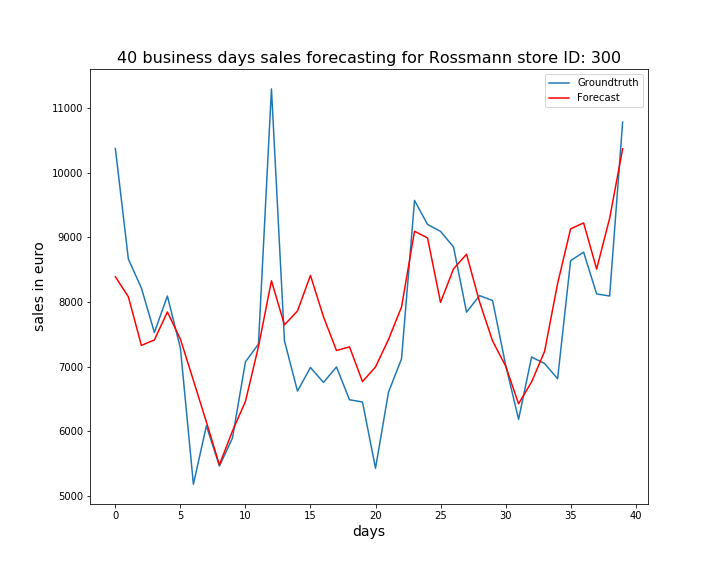 40 business days sales forecasting for Rossmann store ID: 300
Groundtruth
Forecast
11000
10000
9000
8000
7000
6000
5000
sales in euro
0 5 10 15 20 25 30 35 40
days